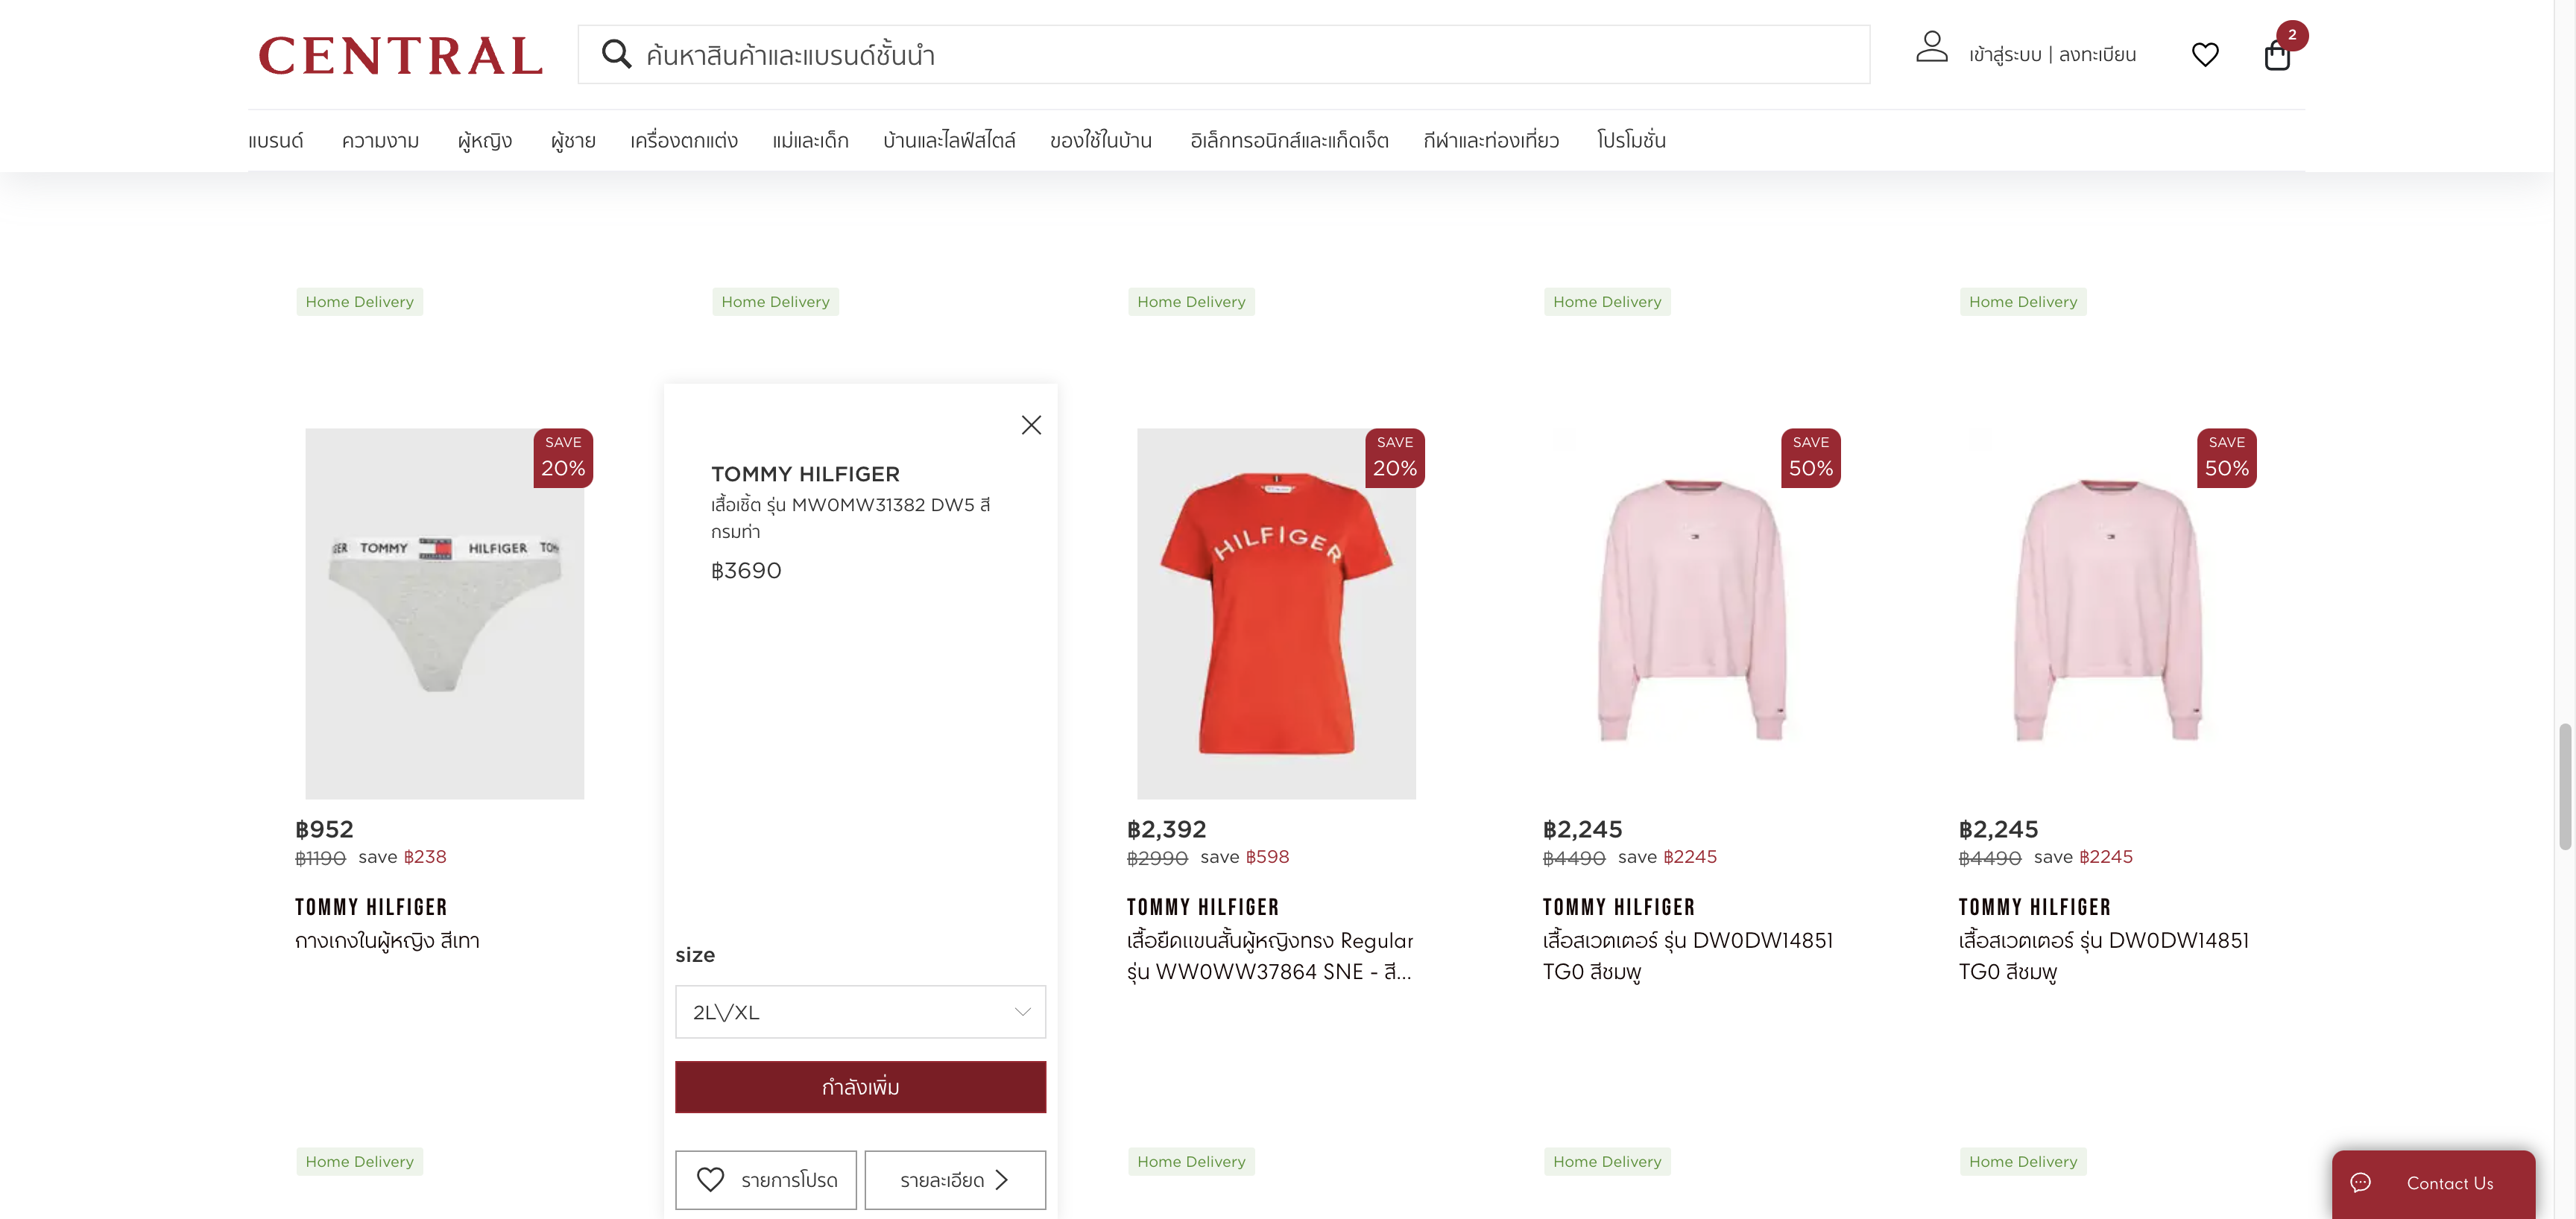 CENTRAL
ค้นหาสินค้าและแบรนด์ชั้นนำ
เข้าสู่ระบบ | ลงทะเบียน
2
แบรนด์ ความงาม ผู้หญิง ผู้ชาย เครื่องตกแต่ง แม่และเด็ก บ้านและไลฟ์สไตล์ ของใช้ในบ้าน อิเล็กทรอนิกส์และแก็ดเจ็ต กีฬาและท่องเที่ยว โปรโมชั่น
Home Delivery
Home Delivery
Home Delivery
Home Delivery
Home Delivery
SAVE
20%
TOMMY HILFIGER
฿952
฿1190 save ฿238
TOMMY HILFIGER
กางเกงในผู้หญิง สีเทา
TOMMY HILFIGER
เสื้อเชิ้ต รุ่น MW0MW31382 DW5 สี
กรมท่า
฿3690
size
2L\/XL
กำลังเพิ่ม
รายการโปรด
รายละเอียด
SAVE
20%
HILFIGER
฿2,392
฿2990 save ฿598
TOMMY HILFIGER
เสื้อยืดแขนสั้นผู้หญิงทรง Regular
รุ่น WW0WW37864 SNE - สี...
SAVE
50%
฿2,245
฿4490 save ฿2245
TOMMY HILFIGER
เสื้อสเวตเตอร์ รุ่น DW0DW14851
TG0 สีชมพู
SAVE
50%
฿2,245
฿4490 save ฿2245
TOMMY HILFIGER
เสื้อสเวตเตอร์ รุ่น DW0DW14851
TG0 สีชมพู
Home Delivery
Home Delivery
Home Delivery
Home Delivery
Contact Us